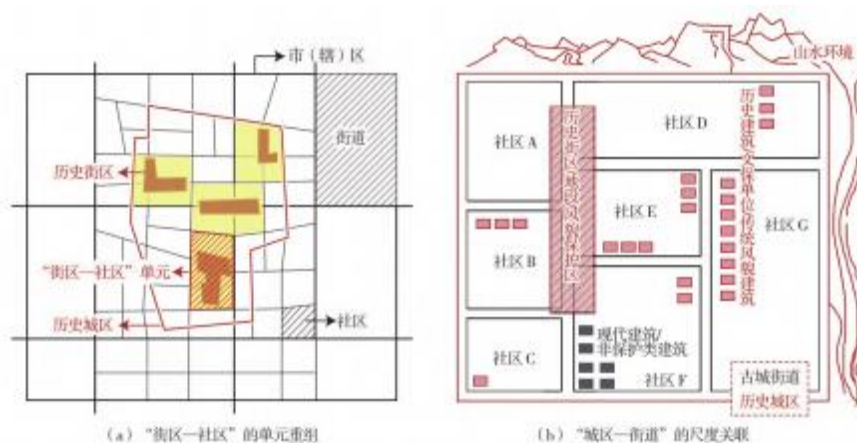 市（辖）区
街道
历史街区
“街区—社区”单元
历史城区
社区
（a）“街区—社区”的单元重组
山水环境
社区 A
社区 D
历史街区/城段风貌保护区
历史建筑/文保单位/传统风貌建筑
社区 E
社区 G
社区 B
现代建筑/
非保护类建筑
社区 C
社区 F
古城街道
历史城区
（b）“城区—街道”的尺度关联